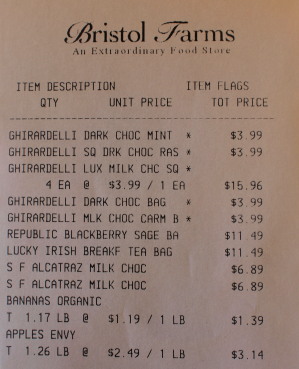 Bristol Farms
An Extraordinary Food Store
ITEM DESCRIPTION ITEM FLAGS
QTY UNIT PRICE TOT PRICE
GHIRARDELLI DARK CHOC MINT * $3.99
GHIRARDELLI SQ DRK CHOC RAS * $3.99
GHIRARDELLI LUX MILK CHC SQ *
4 EA @ $3.99 / 1 EA $15.96
GHIRARDELLI DARK CHOC BAG * $3.99
GHIRARDELLI MLK CHOC CARM B * $3.99
REPUBLIC BLACKBERRY SAGE BA $11.49
LUCKY IRISH BREAKF TEA BAG $11.49
S F ALCATRAZ MILK CHOC $6.89
S F ALCATRAZ MILK CHOC $6.89
BANANAS ORGANIC
T 1.17 LB @ $1.19 / 1 LB $1.39
APPLES ENVY
T 1.26 LB @ $2.49 / 1 LB $3.14